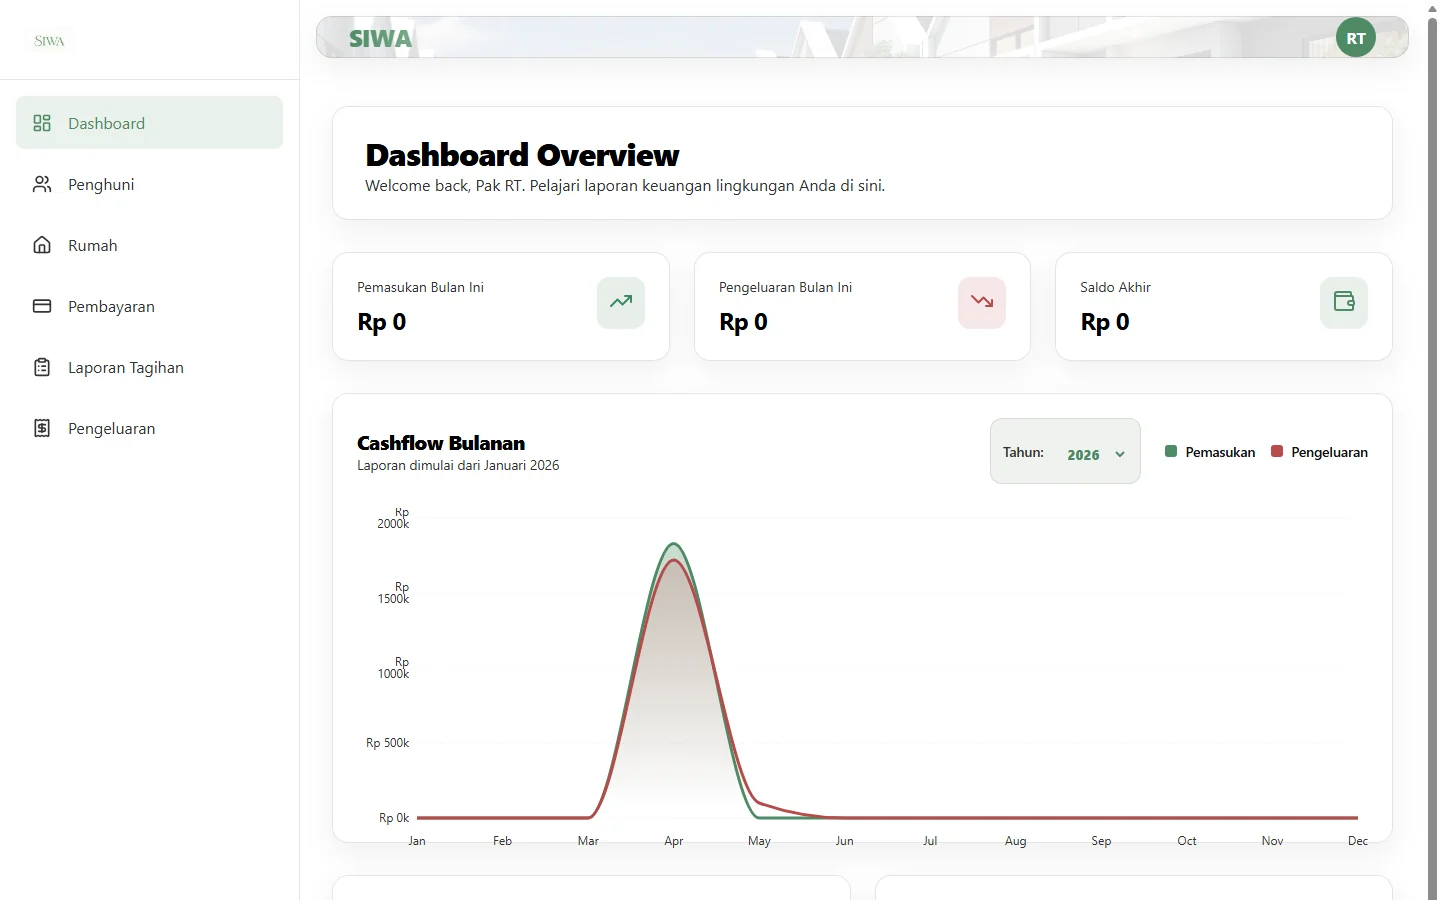 SIWA
SIWA
RT
Dashboard
Penghuni
Rumah
Pembayaran
Laporan Tagihan
Pengeluaran
Dashboard Overview
Welcome back, Pak RT. Pelajari laporan keuangan lingkungan Anda di sini.
Pemasukan Bulan Ini
Rp 0
Pengeluaran Bulan Ini
Rp 0
Saldo Akhir
Rp 0
Cashflow Bulanan
Laporan dimulai dari Januari 2026
Tahun: 2026
Pemasukan
Pengeluaran
Rp
2000k
Rp
1500k
Rp
1000k
Rp 500k
Rp 0k
Jan Feb Mar Apr May Jun Jul Aug Sep Oct Nov Dec